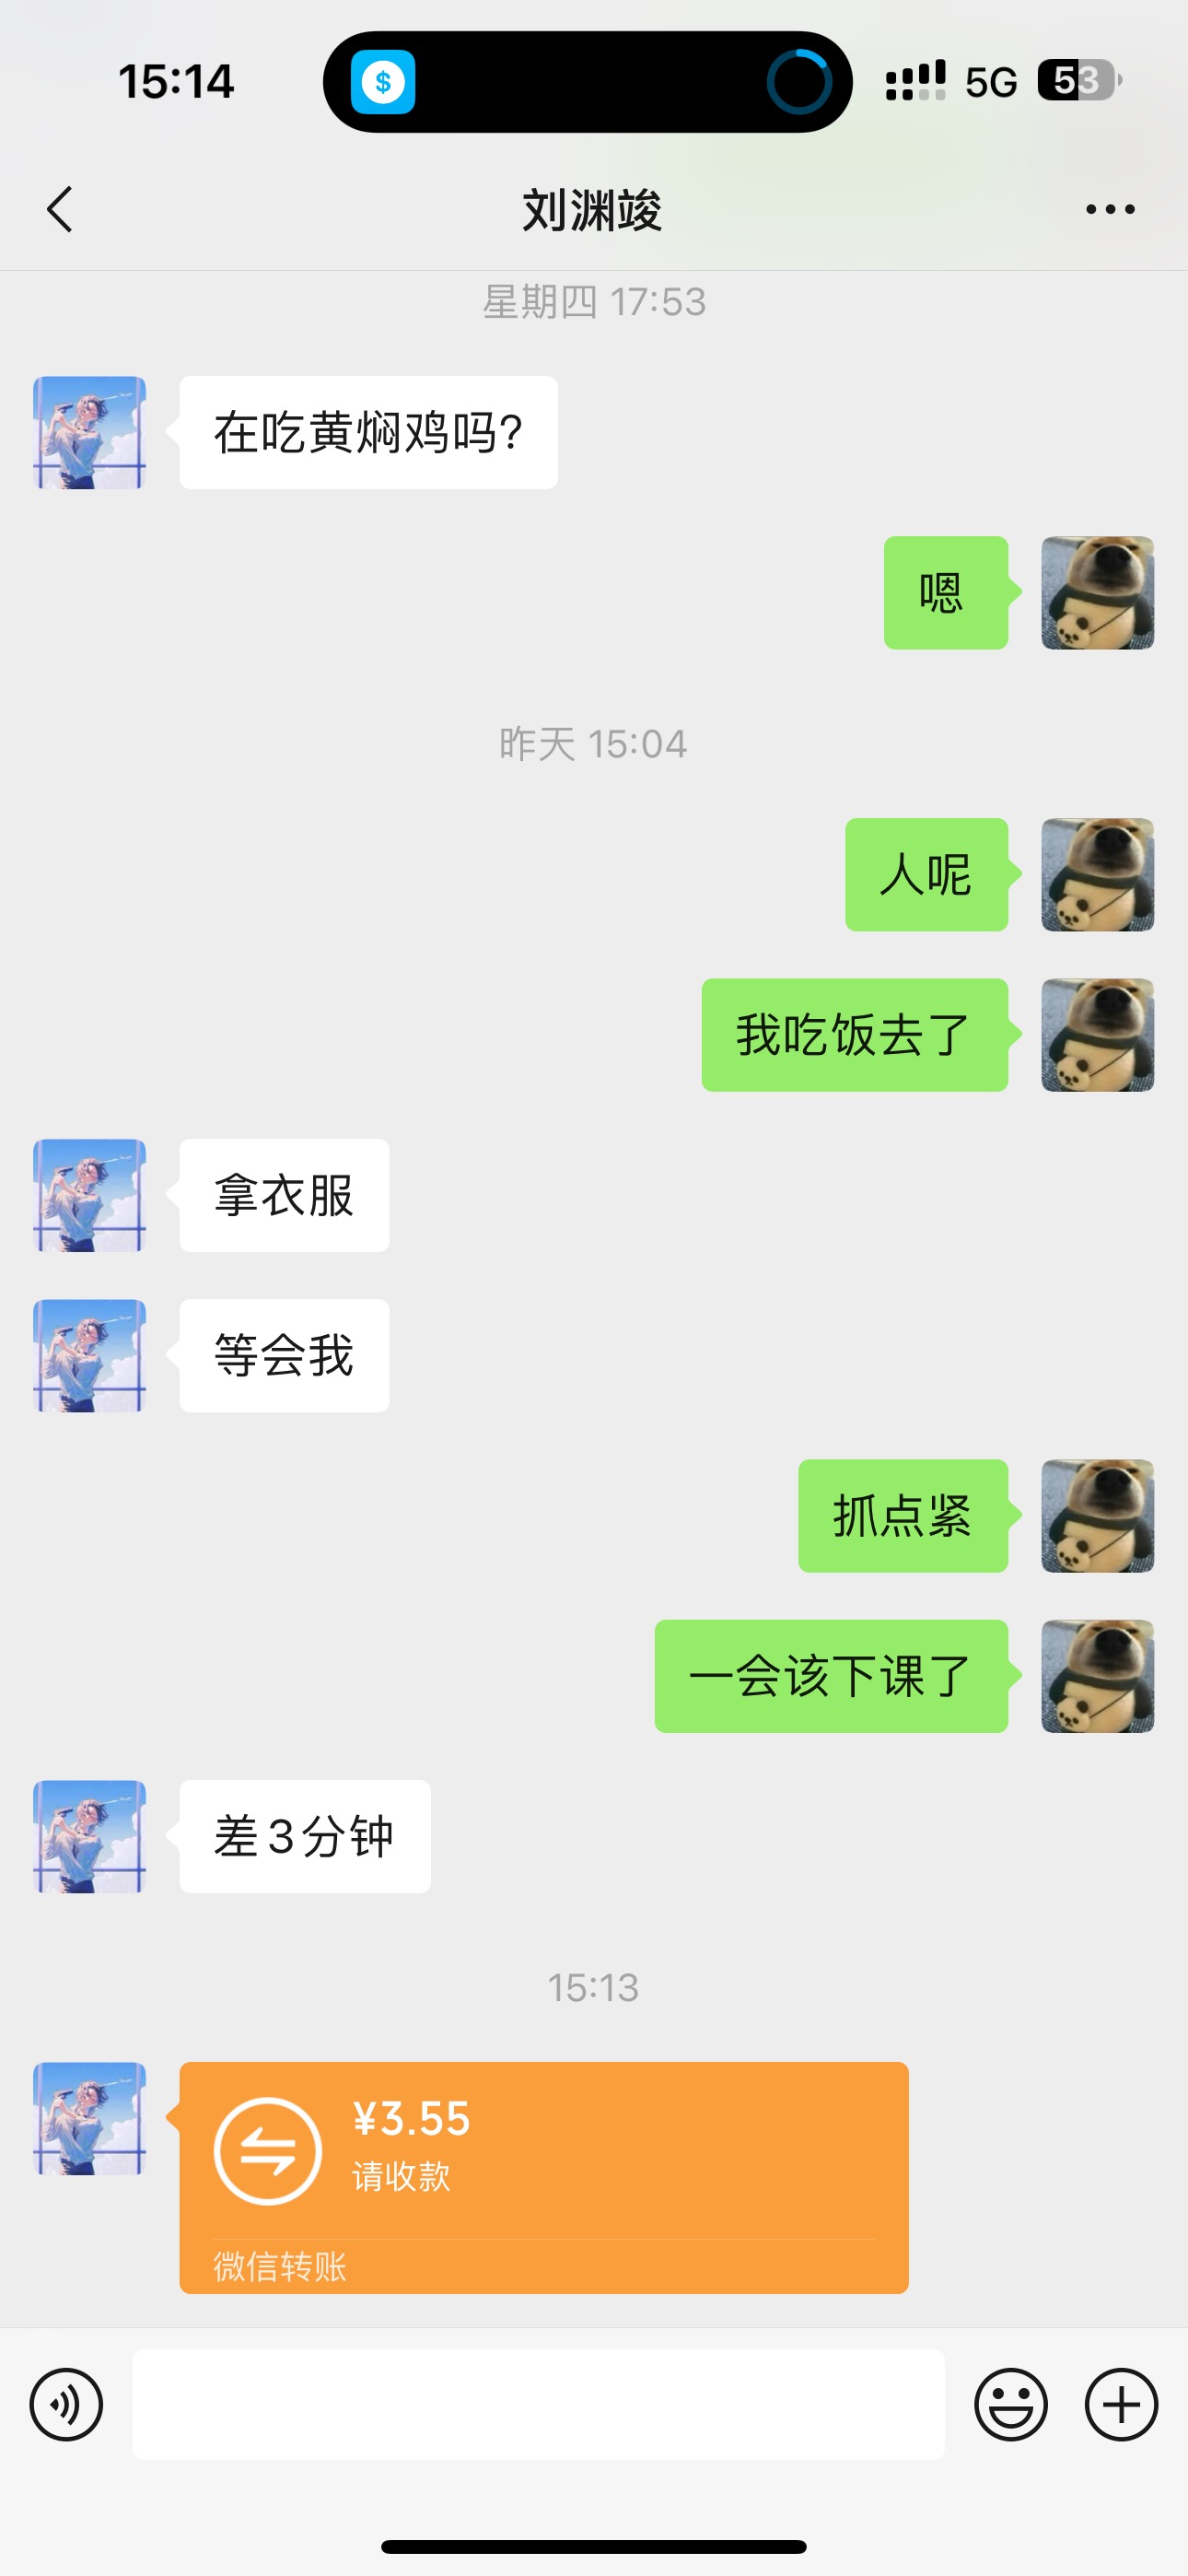 15:14
5G
53
刘渊竣
星期四 17:53
在吃黄焖鸡吗?
嗯
昨天 15:04
人呢
我吃饭去了
拿衣服
等会我
抓点紧
一会该下课了
差3分钟
15:13
¥3.55
请收款
微信转账